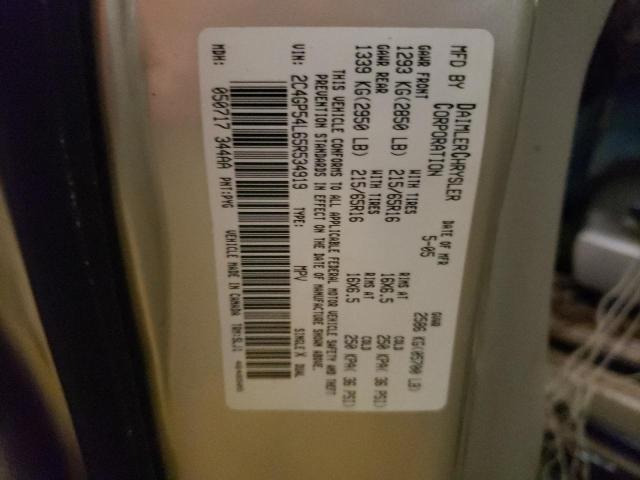 MFD BY DAIMLERCHRYSLER CORPORATION
DATE OF MFR 5-05
GVWR 2586 KG(05700 LB)
GAWR FRONT 1293 KG(2850 LB)
WITH TIRES 215/65R16
RIMS AT 16X6.5
COLD 250 KPA( 36 PSI)
GAWR REAR 1339 KG(2950 LB)
WITH TIRES 215/65R16
RIMS AT 16X6.5
COLD 250 KPA( 36 PSI)
THIS VEHICLE CONFORMS TO ALL APPLICABLE FEDERAL MOTOR VEHICLE SAFETY AND THEFT
PREVENTION STANDARDS IN EFFECT ON THE DATE OF MANUFACTURE SHOWN ABOVE.
VIN: 2C4GP54L65R534919 TYPE: MPV SINGLE X DUAL
MDH: 050717 344AA PNT:PMG
VEHICLE MADE IN CANADA